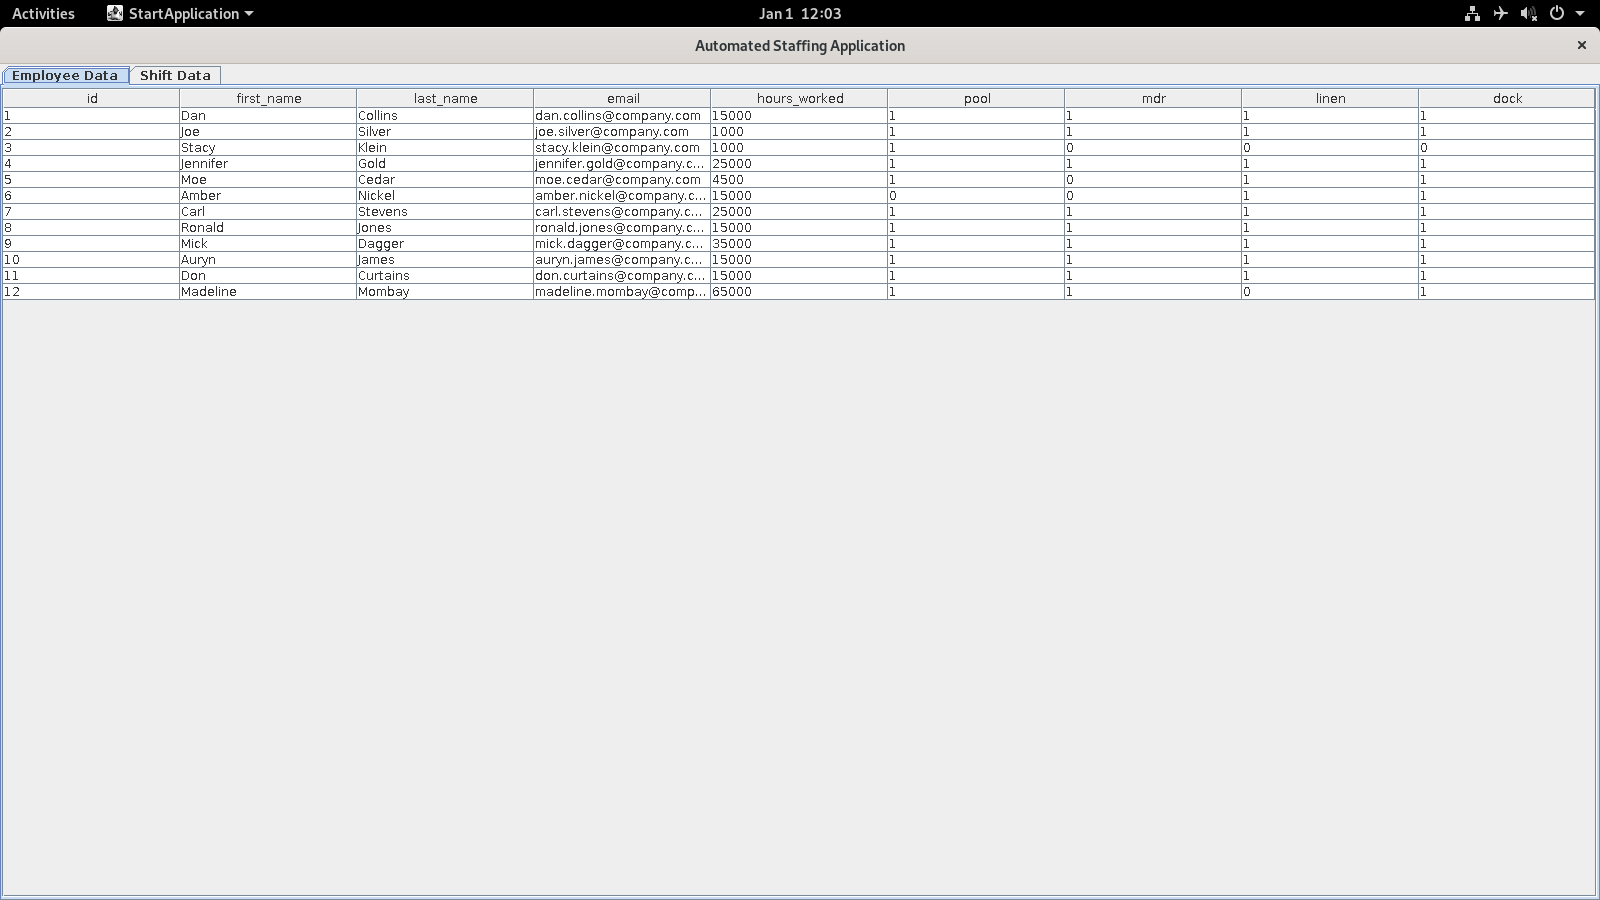 Activities StartApplication Jan 1 12:03
Automated Staffing Application ×
Employee Data Shift Data
id first_name last_name email hours_worked pool mdr linen dock
1 Dan Collins dan.collins@company.com 15000 1 1 1 1
2 Joe Silver joe.silver@company.com 1000 1 1 1 1
3 Stacy Klein stacy.klein@company.com 1000 1 0 0 0
4 Jennifer Gold jennifer.gold@company.c... 25000 1 1 1 1
5 Moe Cedar moe.cedar@company.com 4500 1 0 1 1
6 Amber Nickel amber.nickel@company.c... 15000 0 0 1 1
7 Carl Stevens carl.stevens@company.c... 25000 1 1 1 1
8 Ronald Jones ronald.jones@company.c... 15000 1 1 1 1
9 Mick Dagger mick.dagger@company.c... 35000 1 1 1 1
10 Auryn James auryn.james@company.c... 15000 1 1 1 1
11 Don Curtains don.curtains@company.c... 15000 1 1 1 1
12 Madeline Mombay madeline.mombay@comp... 65000 1 1 0 1